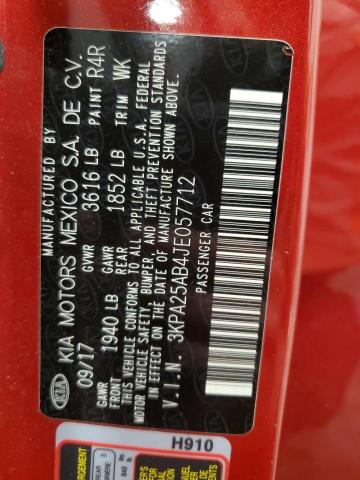 MANUFACTURED BY
KIA MOTORS MEXICO S.A. DE C.V.
09/17 GVWR 3616 LB PAINT R4R
GAWR FRONT 1940 LB GAWR REAR 1852 LB TRIM WK
THIS VEHICLE CONFORMS TO ALL APPLICABLE U.S.A. FEDERAL
MOTOR VEHICLE SAFETY, BUMPER, AND THEFT PREVENTION STANDARDS
IN EFFECT ON THE DATE OF MANUFACTURE SHOWN ABOVE.
V.I.N. 3KPA25AB4JE057712
PASSENGER CAR
KIA
H910